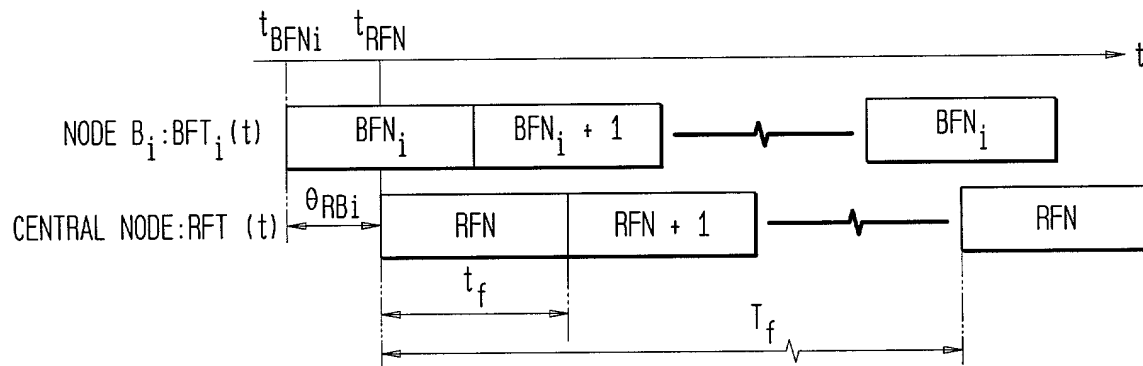 t_BFNi t_RFN
t
NODE B_i:BFT_i(t) BFN_i BFN_i + 1 BFN_i
θ_RBi
CENTRAL NODE:RFT (t) RFN RFN + 1 RFN
t_f
T_f